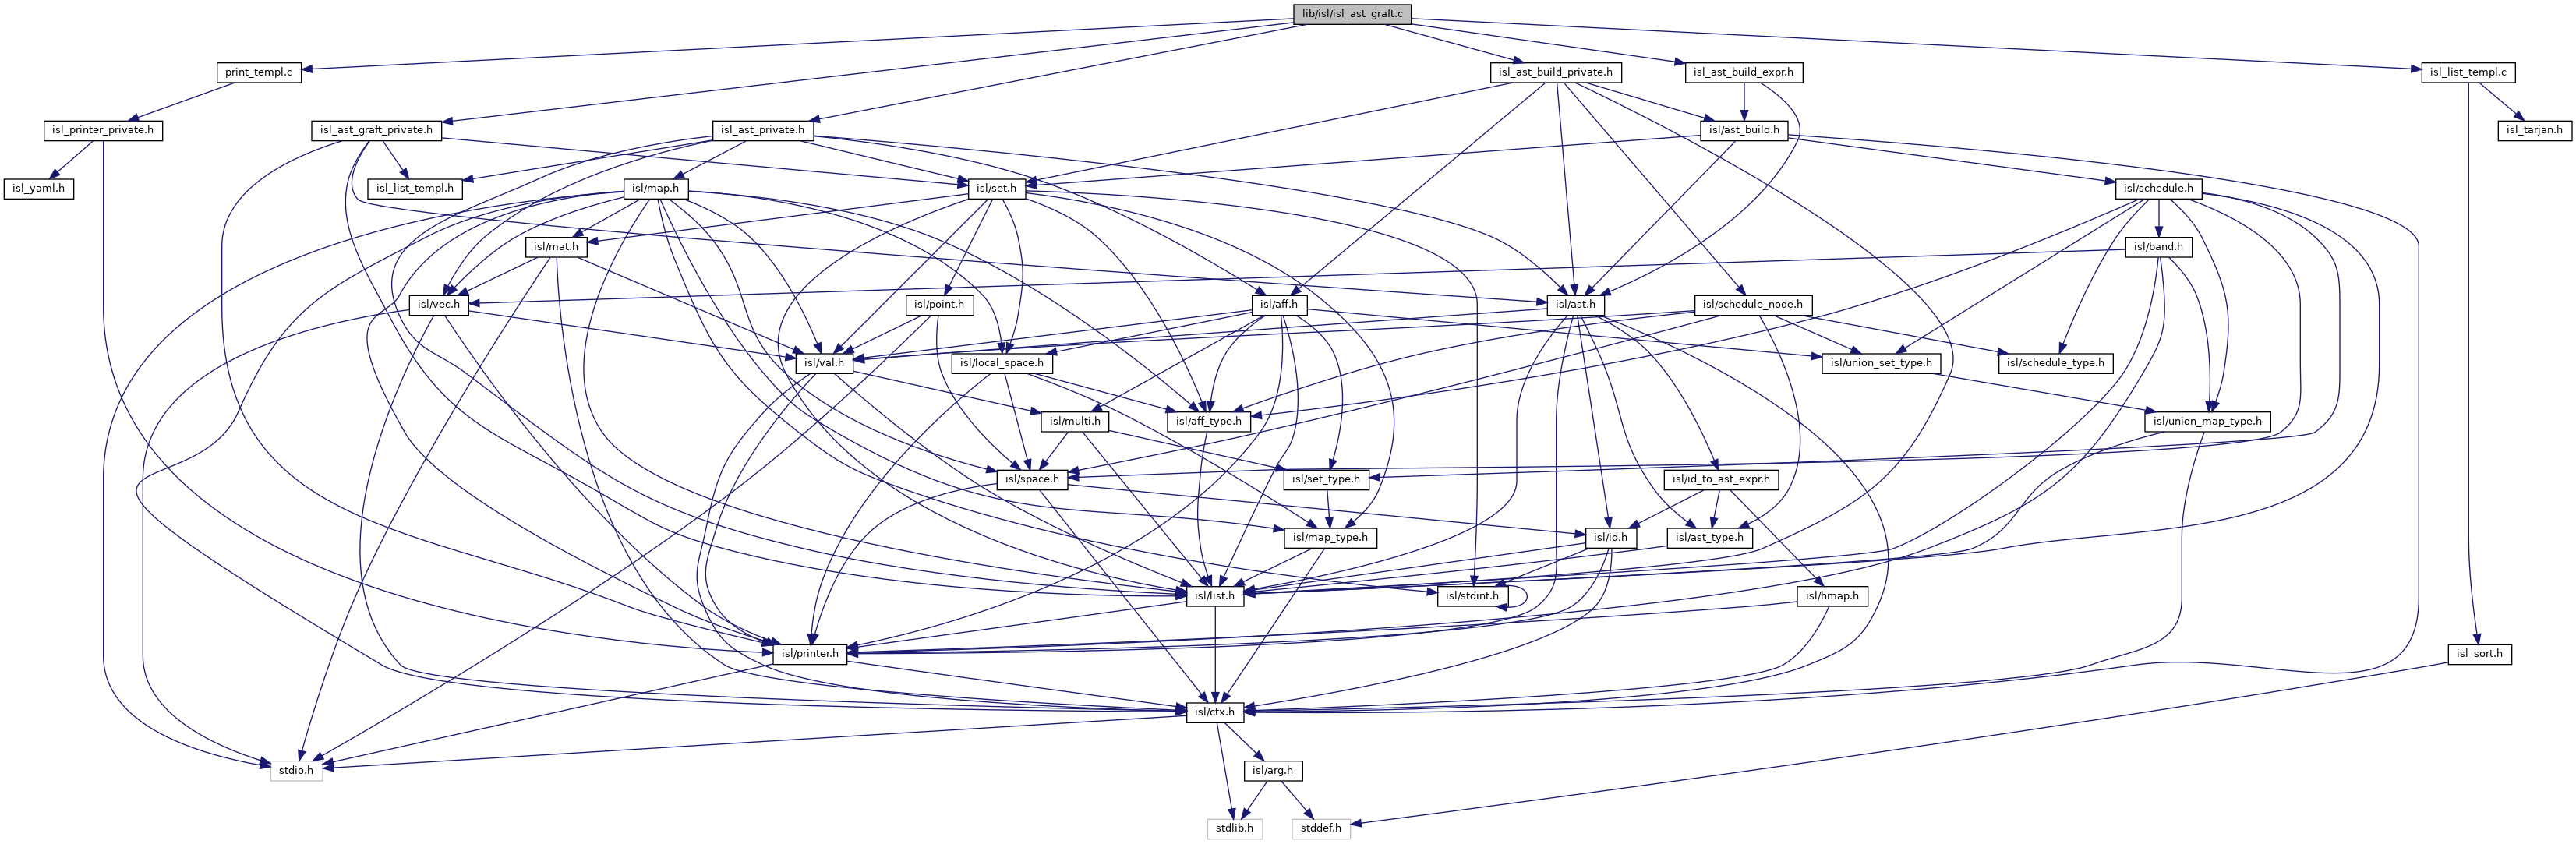 lib/isl/isl_ast_graft.c
print_templ.c
isl_ast_build_private.h
isl_ast_build_expr.h
isl_list_templ.c
isl_printer_private.h
isl_ast_graft_private.h
isl_ast_private.h
isl/ast_build.h
isl_tarjan.h
isl_yaml.h
isl_list_templ.h
isl/map.h
isl/set.h
isl/schedule.h
isl/mat.h
isl/band.h
isl/vec.h
isl/point.h
isl/aff.h
isl/ast.h
isl/schedule_node.h
isl/val.h
isl/local_space.h
isl/union_set_type.h
isl/schedule_type.h
isl/multi.h
isl/aff_type.h
isl/union_map_type.h
isl/space.h
isl/set_type.h
isl/id_to_ast_expr.h
isl/map_type.h
isl/id.h
isl/ast_type.h
isl/list.h
isl/stdint.h
isl/hmap.h
isl/printer.h
isl_sort.h
isl/ctx.h
stdio.h
isl/arg.h
stdlib.h
stddef.h